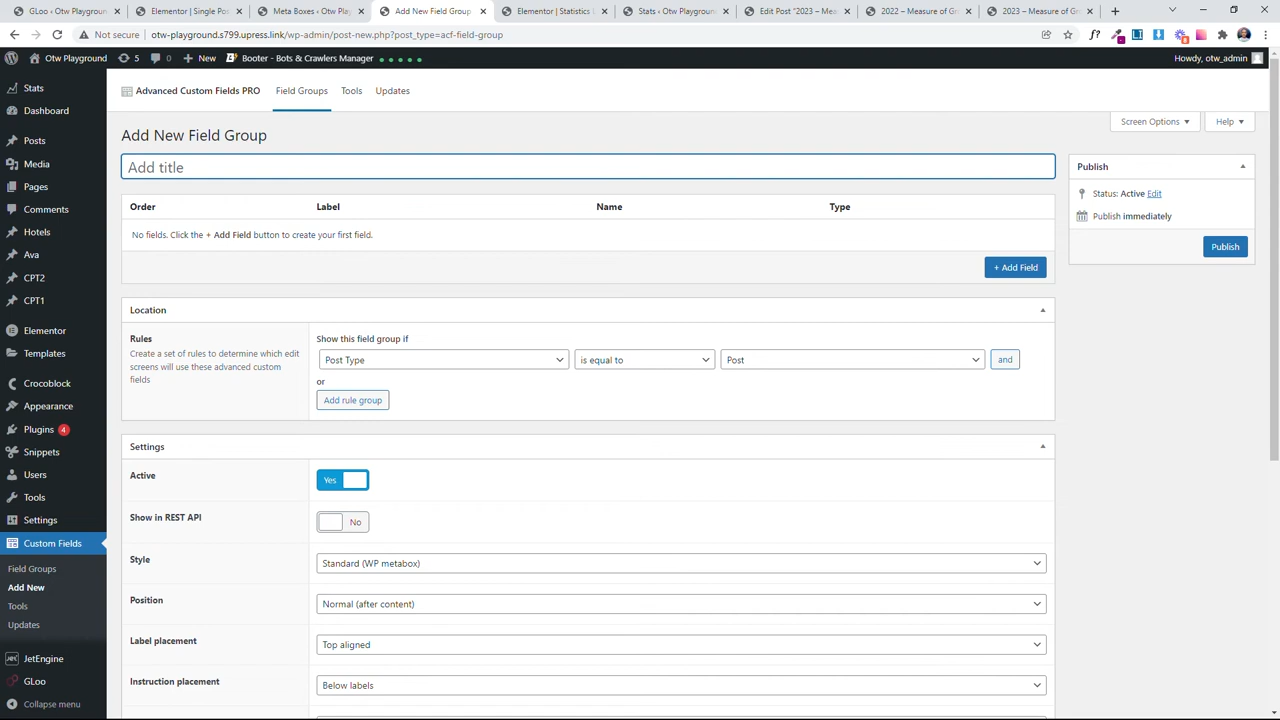 GLoo ‹ Otw Playground
Elementor | Single Po
Meta Boxes ‹ Otw Pl
Add New Field Group
Elementor | Statistics
Stats ‹ Otw Playground
Edit Post "2023 – Mea
2022 – Measure of Gr
2023 – Measure of Gr
Not secure
otw-playground.s799.upress.link/wp-admin/post-new.php?post_type=acf-field-group
Otw Playground
5
0
New
Booter - Bots & Crawlers Manager
Howdy, otw_admin
Stats
Dashboard
Posts
Media
Pages
Comments
Hotels
Ava
CPT2
CPT1
Elementor
Templates
Crocoblock
Appearance
Plugins 4
Snippets
Users
Tools
Settings
Custom Fields
Field Groups
Add New
Tools
Updates
JetEngine
GLoo
Collapse menu
Advanced Custom Fields PRO
Field Groups
Tools
Updates
Screen Options
Help
Add New Field Group
Add title
Order
Label
Name
Type
No fields. Click the + Add Field button to create your first field.
+ Add Field
Publish
Status: Active Edit
Publish immediately
Publish
Location
Rules
Create a set of rules to determine which edit
screens will use these advanced custom
fields
Show this field group if
Post Type
is equal to
Post
and
or
Add rule group
Settings
Active
Yes
Show in REST API
No
Style
Standard (WP metabox)
Position
Normal (after content)
Label placement
Top aligned
Instruction placement
Below labels